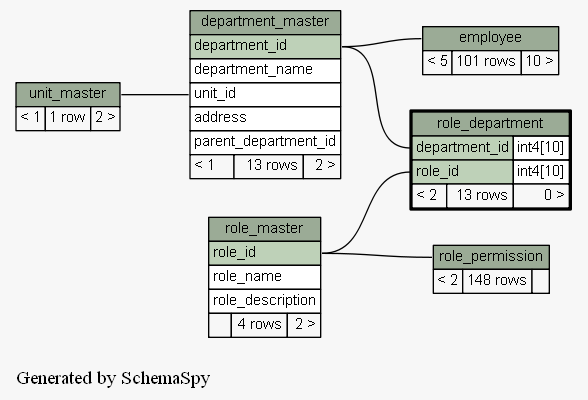 department_master
department_id
department_name
unit_id
address
parent_department_id
< 1 13 rows 2 >
employee
< 5 101 rows 10 >
unit_master
< 1 1 row 2 >
role_department
department_id int4[10]
role_id int4[10]
< 2 13 rows 0 >
role_master
role_id
role_name
role_description
4 rows 2 >
role_permission
< 2 148 rows
Generated by SchemaSpy